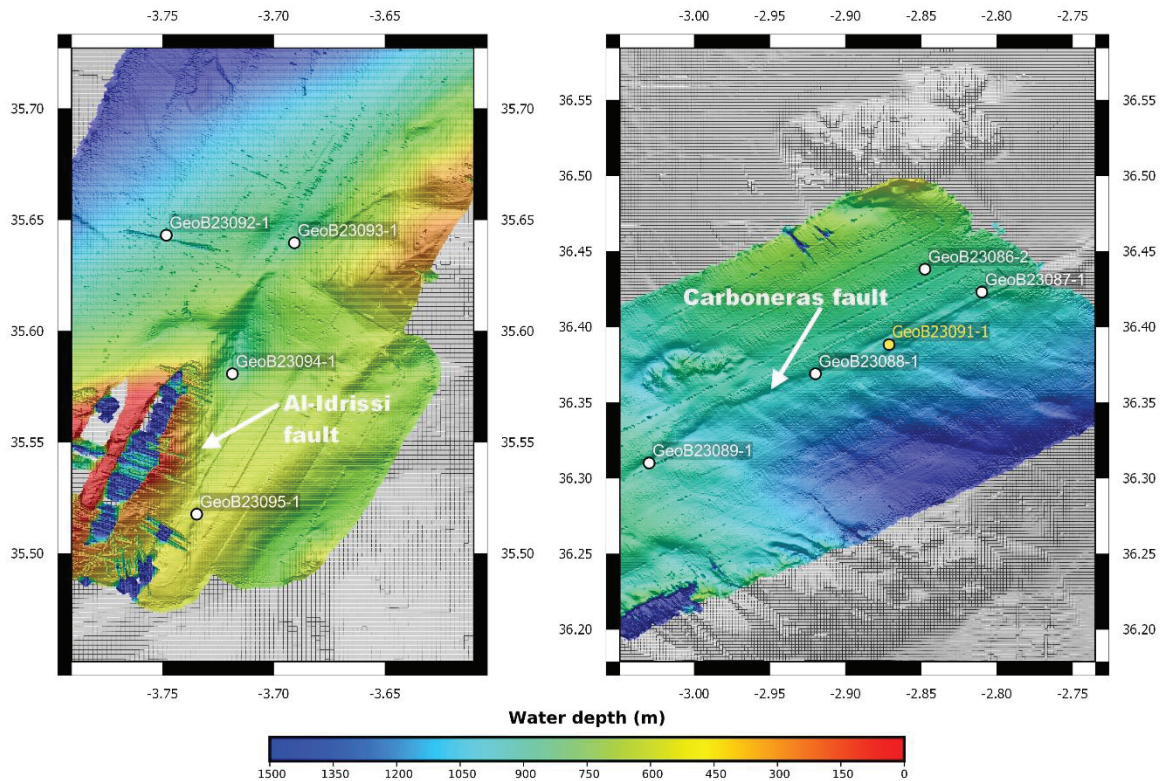 -3.75 -3.70 -3.65
-3.00 -2.95 -2.90 -2.85 -2.80 -2.75
35.70 35.70
35.65 35.65
35.60 35.60
35.55 35.55
35.50 35.50
GeoB23092-1
GeoB23093-1
GeoB23094-1
Al-Idrissi
fault
GeoB23095-1
-3.75 -3.70 -3.65
36.55 36.55
36.50 36.50
36.45 36.45
36.40 36.40
36.35 36.35
36.30 36.30
36.25 36.25
36.20 36.20
GeoB23086-2
GeoB23087-1
Carboneras fault
GeoB23091-1
GeoB23088-1
GeoB23089-1
-3.00 -2.95 -2.90 -2.85 -2.80 -2.75
Water depth (m)
1500 1350 1200 1050 900 750 600 450 300 150 0